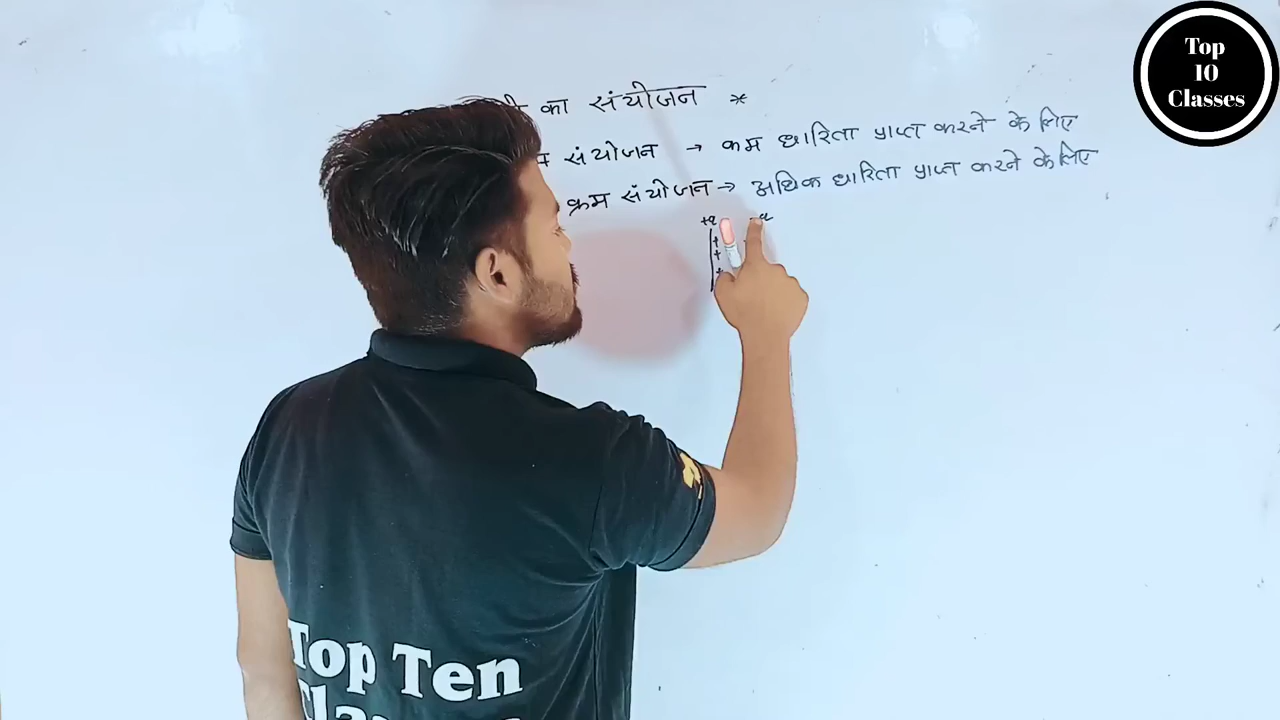 का संयोजन *
संयोजन → कम धारिता प्राप्त करने के लिए
क्रम संयोजन → अधिक धारिता प्राप्त करने के लिए
+q
+
+
+
Top
10
Classes
Top Ten